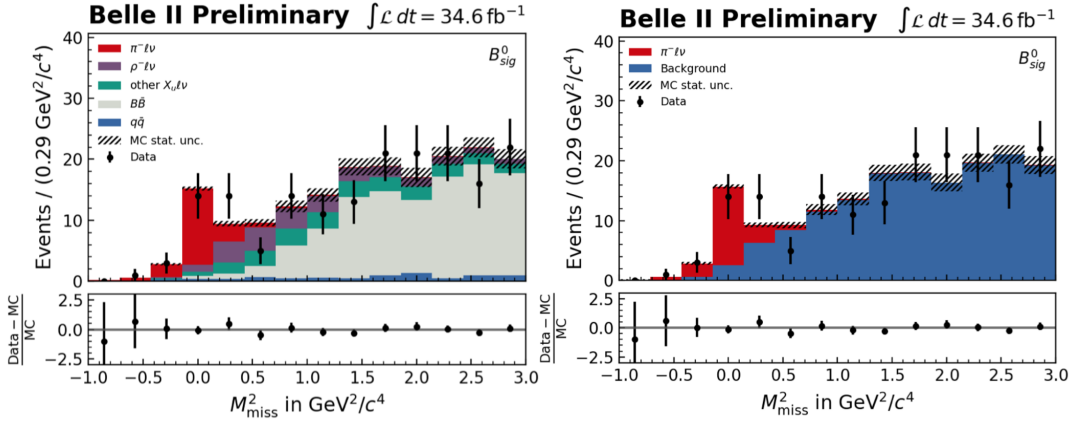 Belle II Preliminary ∫ℒ dt = 34.6 fb⁻¹
Events / (0.29 GeV²/c⁴)
40
30
20
10
0
π⁻ℓν
ρ⁻ℓν
other Xᵤℓν
BB̄
qq̄
MC stat. unc.
Data
B⁰sig
Data − MC
MC
2.5
0.0
−2.5
−1.0 −0.5 0.0 0.5 1.0 1.5 2.0 2.5 3.0
M²miss in GeV²/c⁴
Belle II Preliminary ∫ℒ dt = 34.6 fb⁻¹
Events / (0.29 GeV²/c⁴)
40
30
20
10
0
π⁻ℓν
Background
MC stat. unc.
Data
B⁰sig
Data − MC
MC
2.5
0.0
−2.5
−1.0 −0.5 0.0 0.5 1.0 1.5 2.0 2.5 3.0
M²miss in GeV²/c⁴